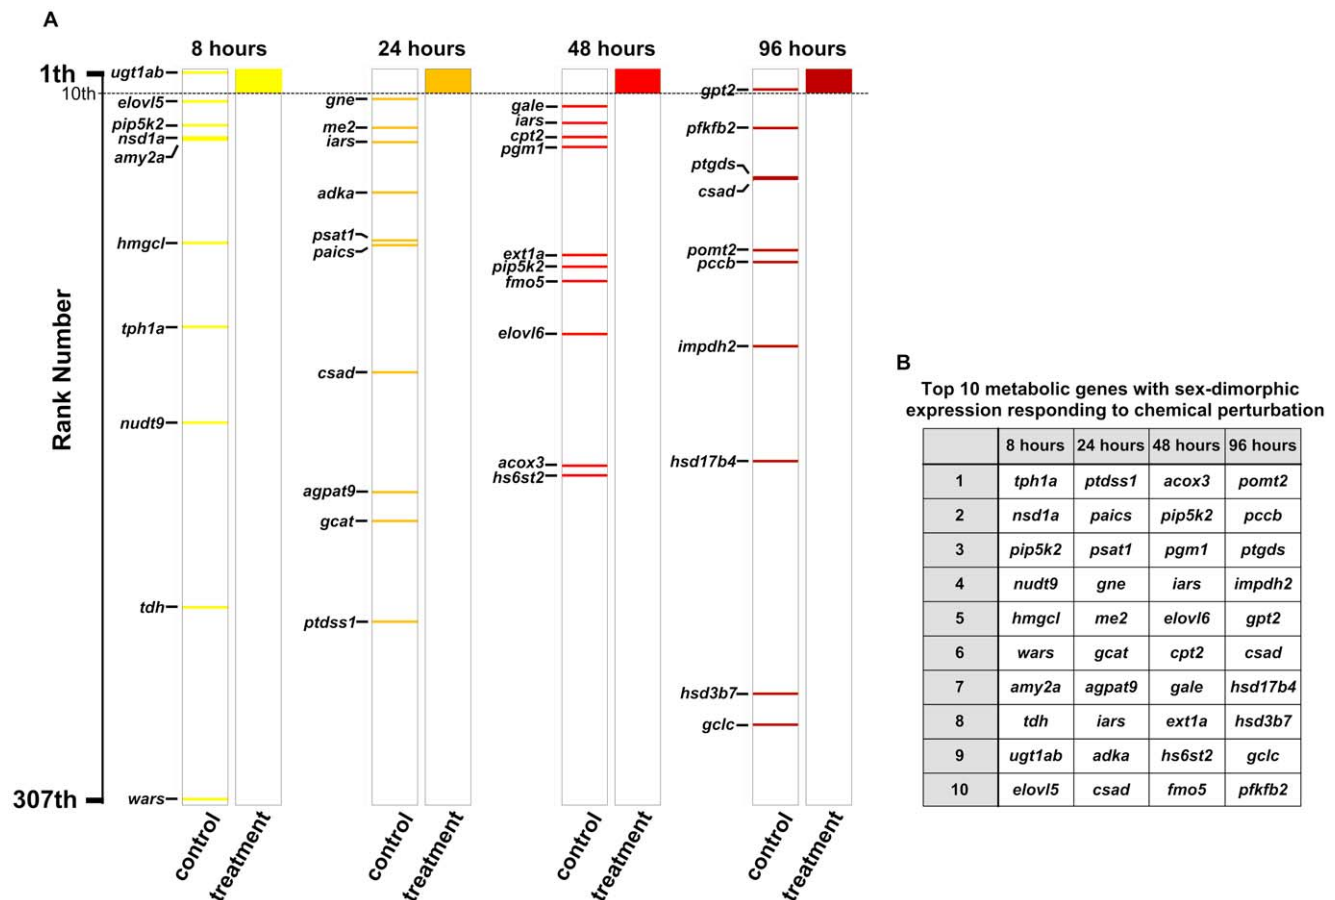 A
8 hours
24 hours
48 hours
96 hours
1th
10th
307th
Rank Number
ugt1ab
elovl5
pip5k2
nsd1a
amy2a
hmgcl
tph1a
nudt9
tdh
wars
gne
me2
iars
adka
psat1
paics
csad
agpat9
gcat
ptdss1
gale
iars
cpt2
pgm1
ext1a
pip5k2
fmo5
elovl6
acox3
hs6st2
gpt2
pfkfb2
ptgds
csad
pomt2
pccb
impdh2
hsd17b4
hsd3b7
gclc
control
treatment
control
treatment
control
treatment
control
treatment
B
Top 10 metabolic genes with sex-dimorphic
expression responding to chemical perturbation
8 hours 24 hours 48 hours 96 hours
1 tph1a ptdss1 acox3 pomt2
2 nsd1a paics pip5k2 pccb
3 pip5k2 psat1 pgm1 ptgds
4 nudt9 gne iars impdh2
5 hmgcl me2 elovl6 gpt2
6 wars gcat cpt2 csad
7 amy2a agpat9 gale hsd17b4
8 tdh iars ext1a hsd3b7
9 ugt1ab adka hs6st2 gclc
10 elovl5 csad fmo5 pfkfb2